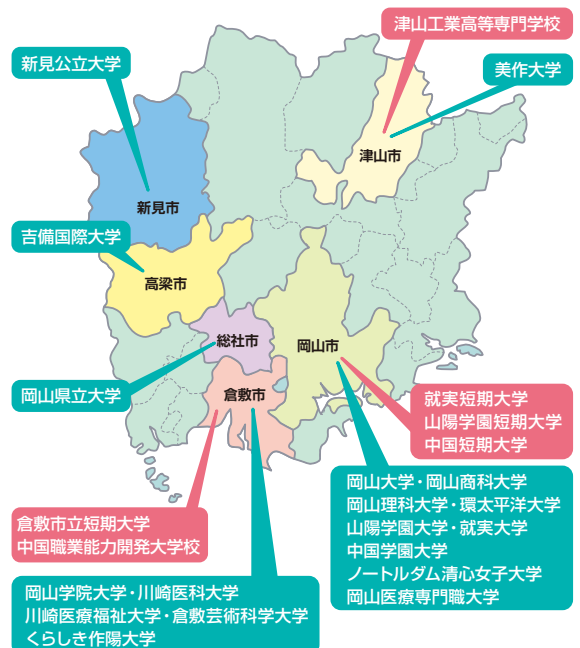 津山工業高等専門学校
新見公立大学
美作大学
津山市
新見市
吉備国際大学
高梁市
総社市
岡山市
岡山県立大学
倉敷市
就実短期大学
山陽学園短期大学
中国短期大学
岡山大学・岡山商科大学
岡山理科大学・環太平洋大学
山陽学園大学・就実大学
中国学園大学
ノートルダム清心女子大学
岡山医療専門職大学
倉敷市立短期大学
中国職業能力開発大学校
岡山学院大学・川崎医科大学
川崎医療福祉大学・倉敷芸術科学大学
くらしき作陽大学